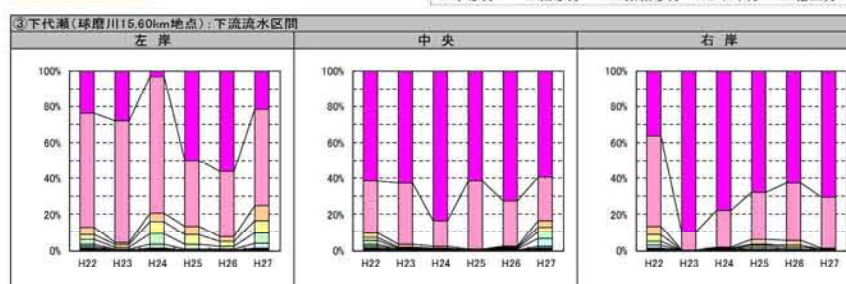 ③下代瀬(球磨川15.60km地点):下流流水区間
左 岸 中 央 右 岸
100% 100% 100%
80% 80% 80%
60% 60% 60%
40% 40% 40%
20% 20% 20%
0% 0% 0%
H22 H23 H24 H25 H26 H27 H22 H23 H24 H25 H26 H27 H22 H23 H24 H25 H26 H27